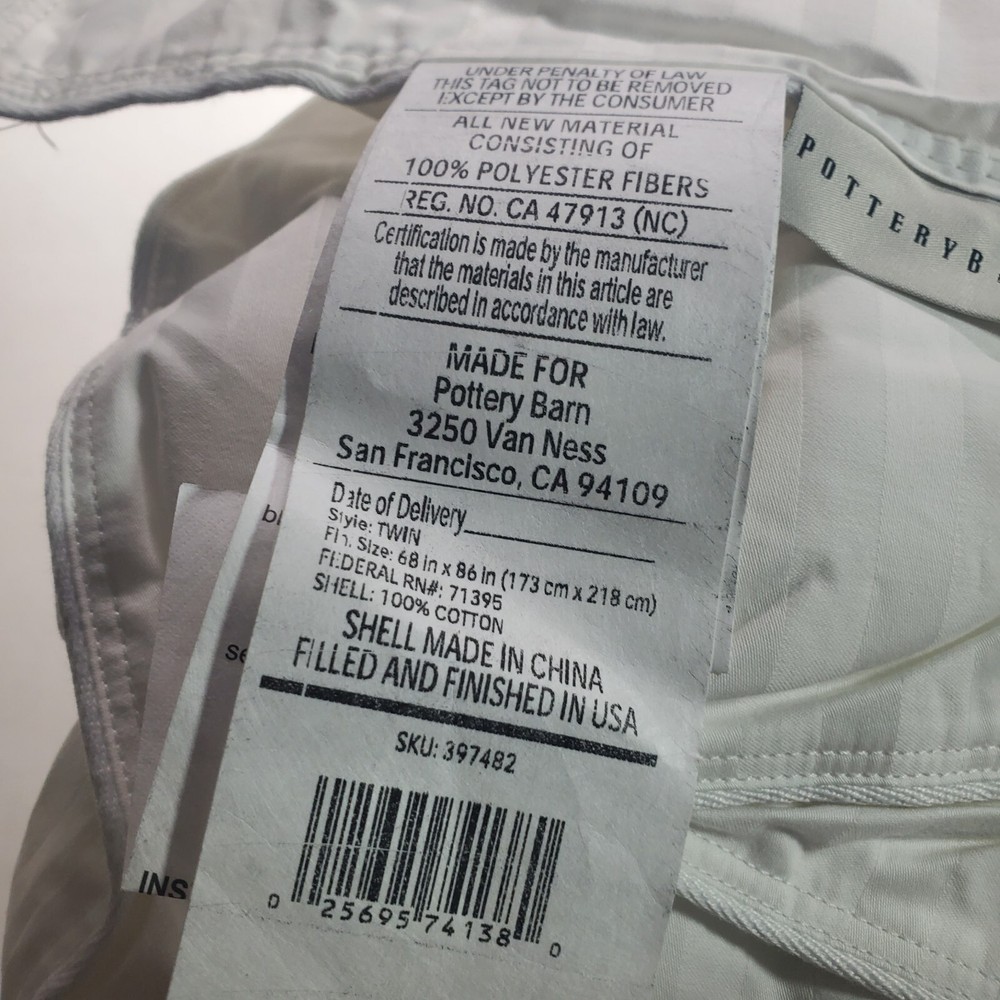 UNDER PENALTY OF LAW
THIS TAG NOT TO BE REMOVED
EXCEPT BY THE CONSUMER
ALL NEW MATERIAL
CONSISTING OF
100% POLYESTER FIBERS
REG. NO. CA 47913 (NC)
Certification is made by the manufacturer
that the materials in this article are
described in accordance with law.
MADE FOR
Pottery Barn
3250 Van Ness
San Francisco, CA 94109
Date of Delivery
Style: TWIN
Fin. Size: 68 in x 86 in (173 cm x 218 cm)
FEDERAL RN#: 71395
SHELL: 100% COTTON
SHELL MADE IN CHINA
FILLED AND FINISHED IN USA
SKU: 397482
0 25695 74138 0
POTTERYB
bl
se
INS